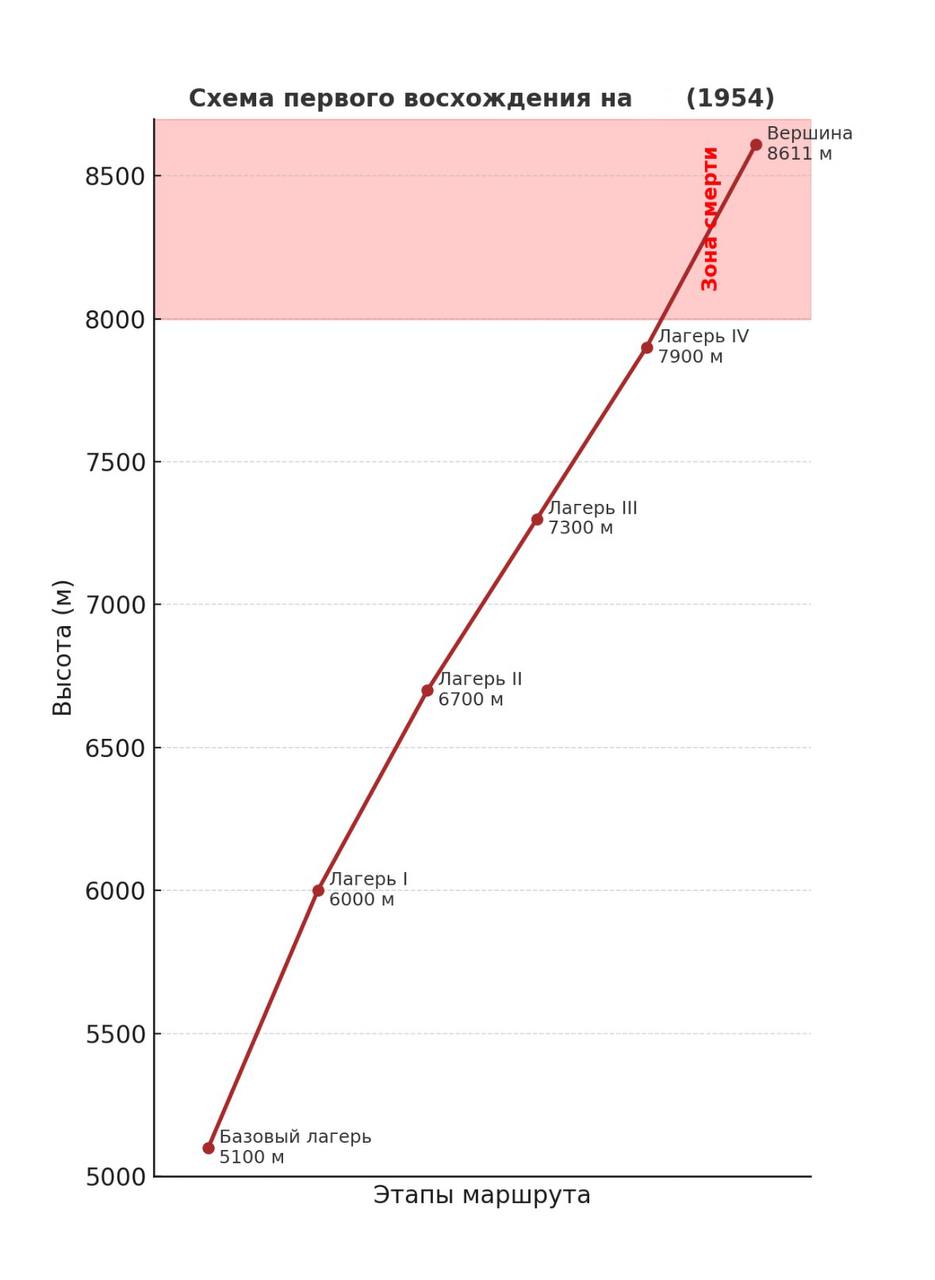 Схема первого восхождения на (1954)
Вершина
8611 м
8500
Зона смерти
8000
Лагерь IV
7900 м
7500
Лагерь III
7300 м
7000
Высота (м)
Лагерь II
6700 м
6500
Лагерь I
6000 м
6000
5500
Базовый лагерь
5100 м
5000
Этапы маршрута